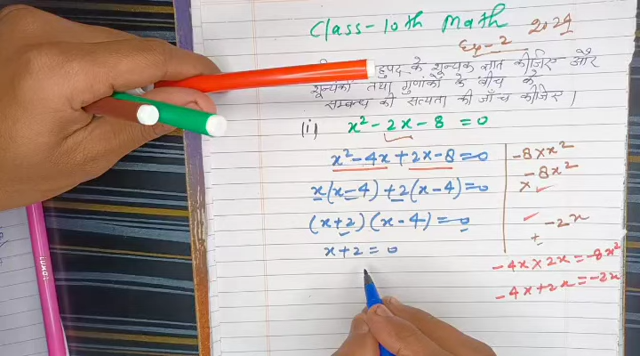 Class-10th Math 2024
Ex-2
बहुपद के शून्यक ज्ञात कीजिए और
शून्यकों तथा गुणांकों के बीच के
सम्बन्ध की सत्यता की जाँच कीजिए।
(i) x² - 2x - 8 = 0
x² - 4x + 2x - 8 = 0
x(x - 4) + 2(x - 4) = 0
(x + 2) (x - 4) = 0
x + 2 = 0
-8 × x²
-8x²
×
-2x
+
-4x × 2x = -8x²
-4x + 2x = -2x